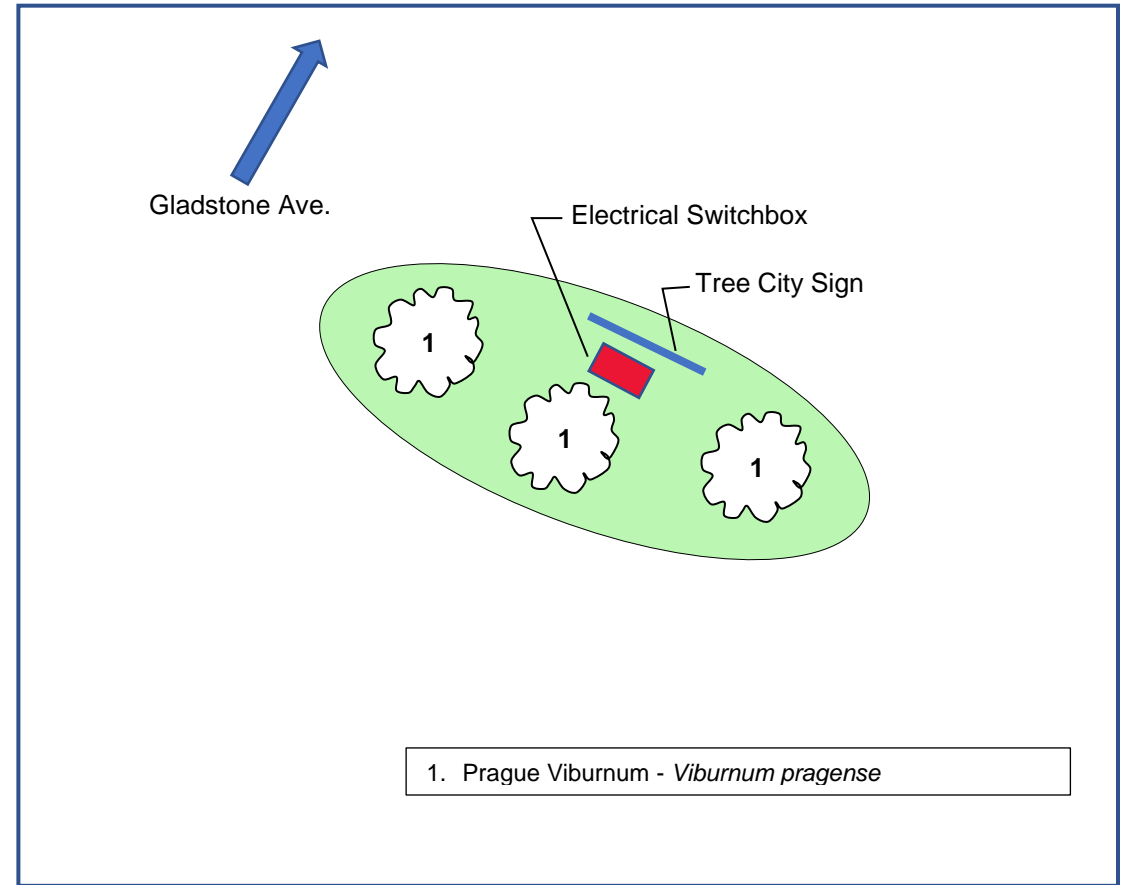 Gladstone Ave.
Electrical Switchbox
Tree City Sign
1
1
1
1. Prague Viburnum - Viburnum pragense